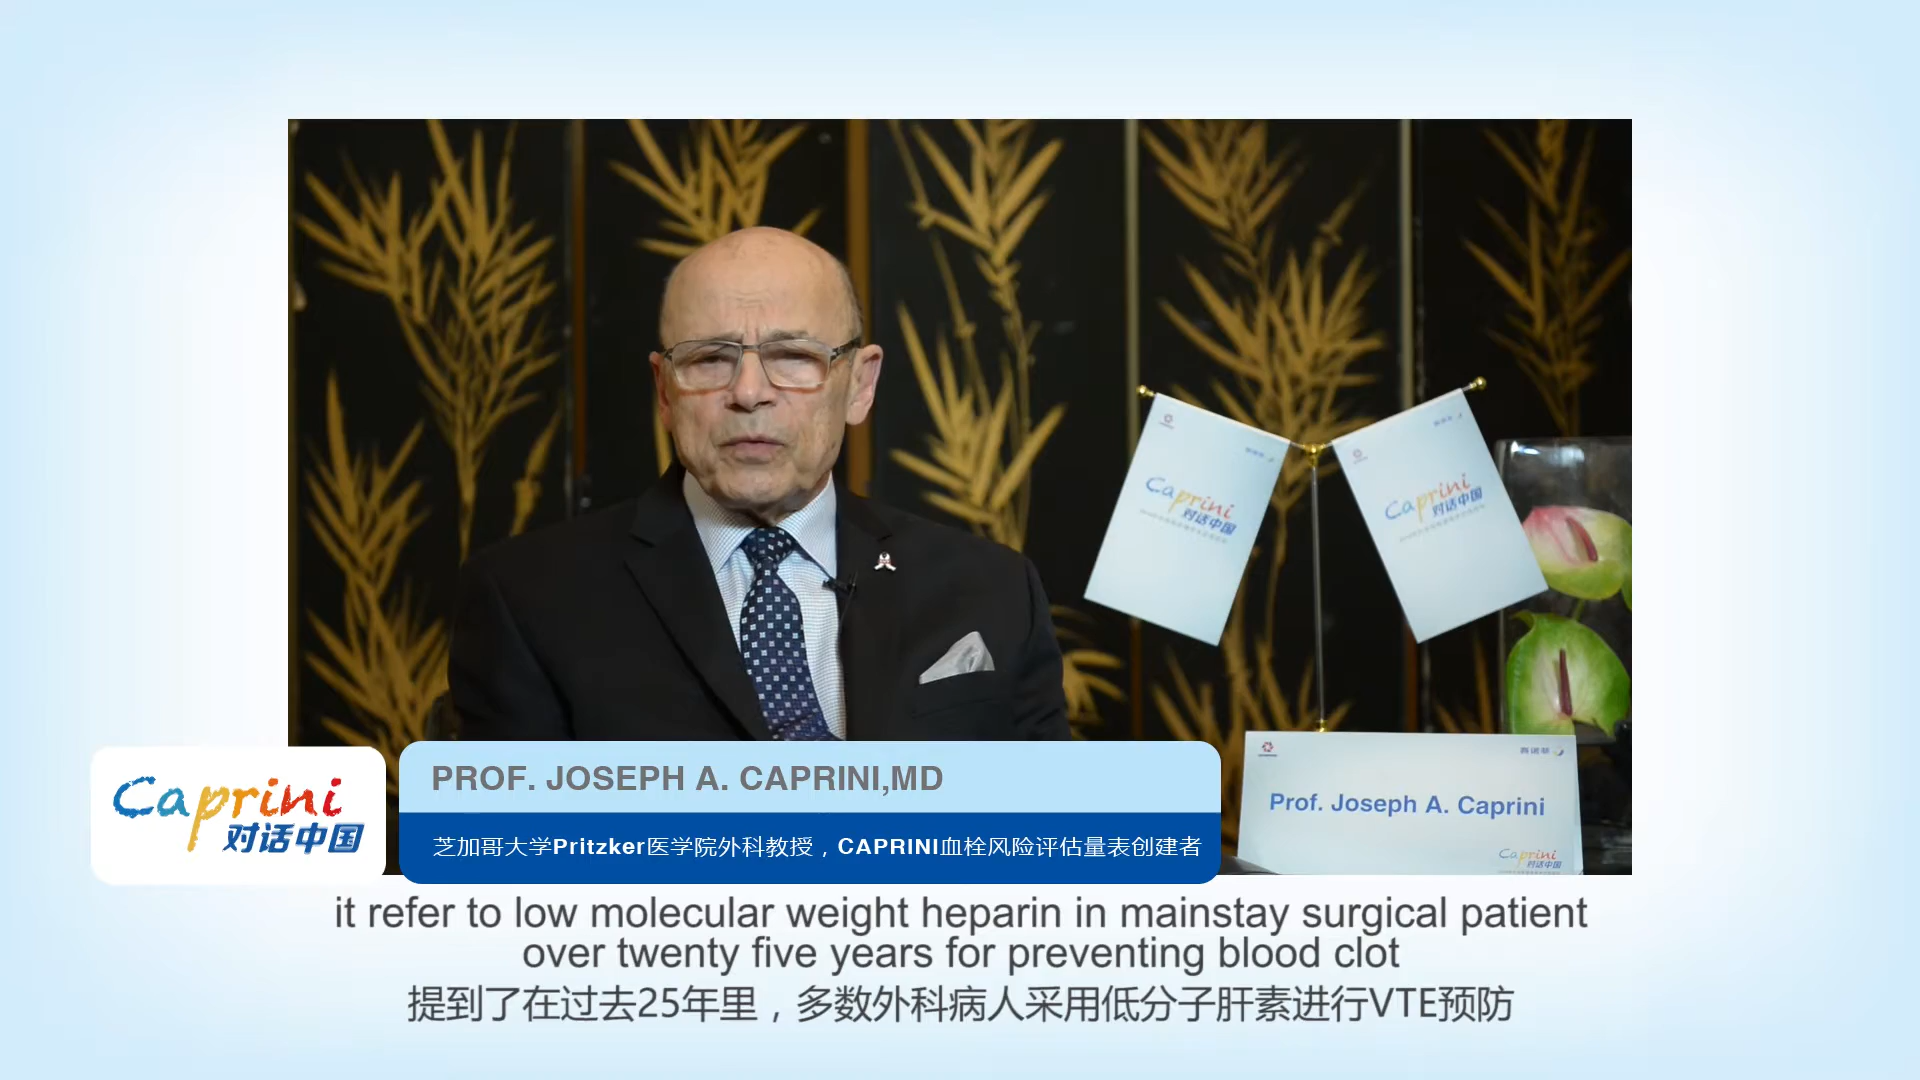 Caprini
对话中国
Caprini
对话中国
赛诺菲
Prof. Joseph A. Caprini
Caprini
对话中国
Caprini
对话中国
PROF. JOSEPH A. CAPRINI,MD
芝加哥大学Pritzker医学院外科教授，CAPRINI血栓风险评估量表创建者
it refer to low molecular weight heparin in mainstay surgical patient
over twenty five years for preventing blood clot
提到了在过去25年里，多数外科病人采用低分子肝素进行VTE预防